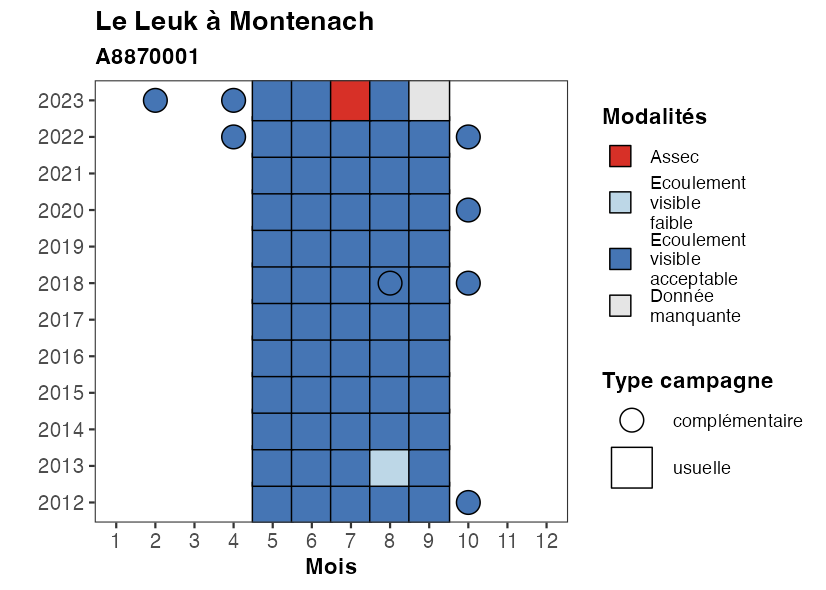 Le Leuk à Montenach
A8870001
2023
2022
2021
2020
2019
2018
2017
2016
2015
2014
2013
2012
1 2 3 4 5 6 7 8 9 10 11 12
Mois
Modalités
Assec
Ecoulement
visible
faible
Ecoulement
visible
acceptable
Donnée
manquante
Type campagne
complémentaire
usuelle